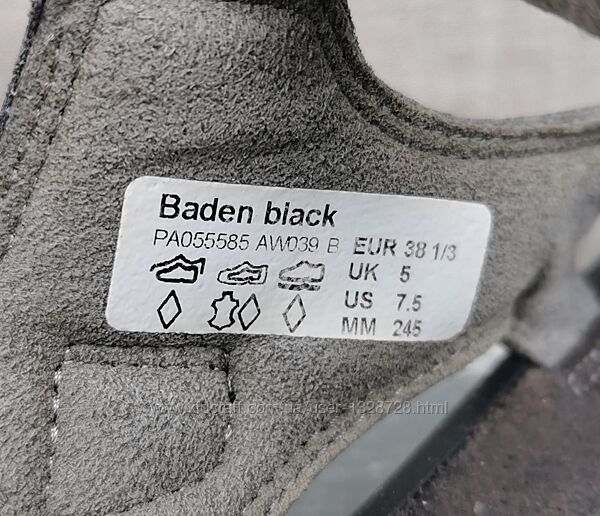 Baden black
PA055585 AW039 B
EUR 38 1/3
UK 5
US 7.5
MM 245